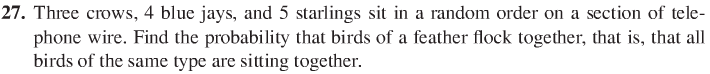 27. Three crows, 4 blue jays, and 5 starlings sit in a random order on a section of tele-
phone wire. Find the probability that birds of a feather flock together, that is, that all
birds of the same type are sitting together.